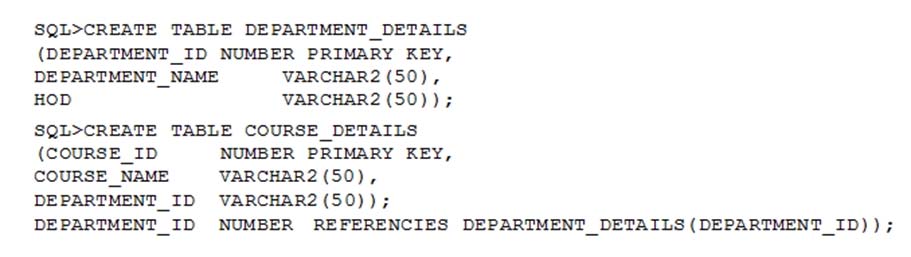 SQL>CREATE TABLE DEPARTMENT_DETAILS
(DEPARTMENT_ID NUMBER PRIMARY KEY,
DEPARTMENT_NAME VARCHAR2(50),
HOD VARCHAR2(50));
SQL>CREATE TABLE COURSE_DETAILS
(COURSE_ID NUMBER PRIMARY KEY,
COURSE_NAME VARCHAR2(50),
DEPARTMENT_ID VARCHAR2(50));
DEPARTMENT_ID NUMBER REFERENCIES DEPARTMENT_DETAILS(DEPARTMENT_ID));